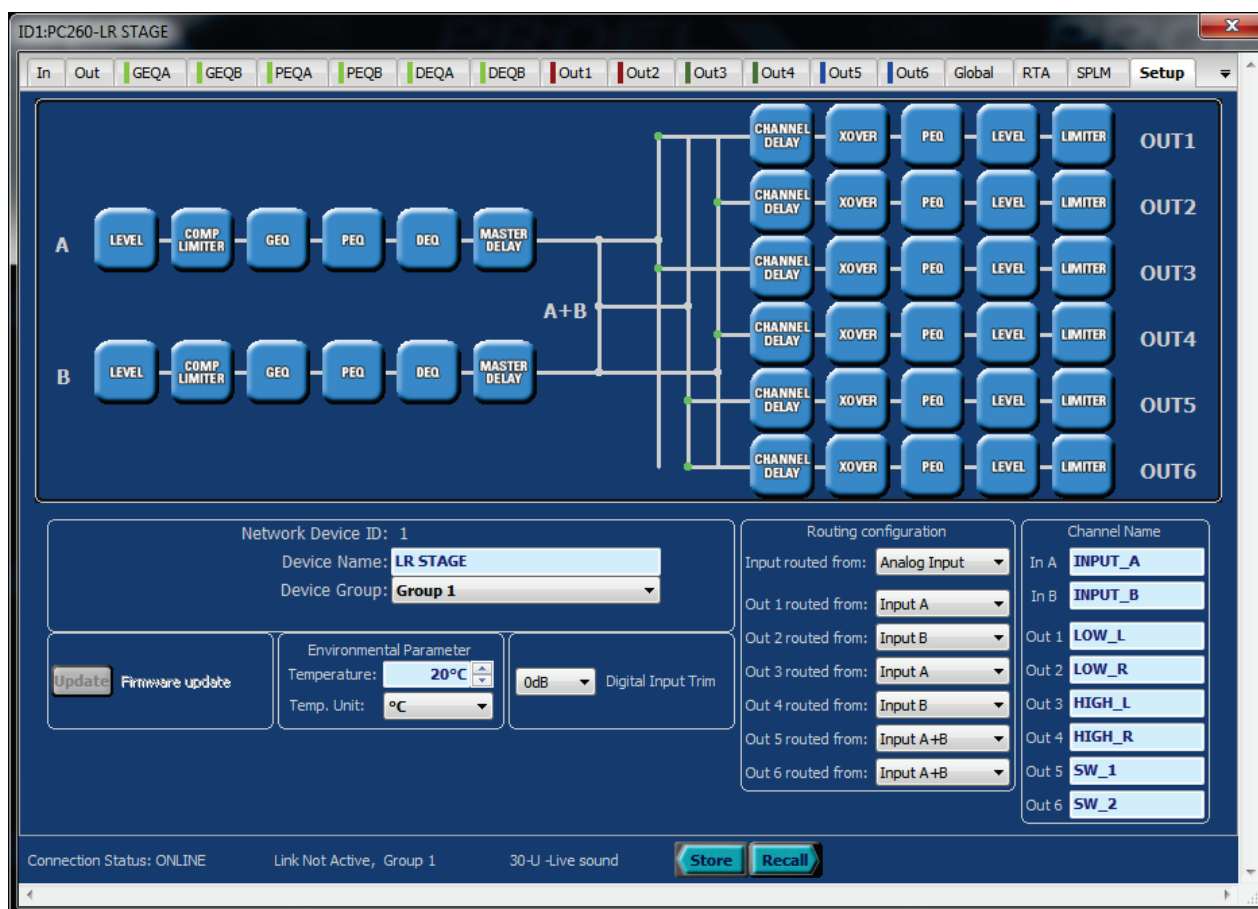 ID1:PC260-LR STAGE
In Out GEQA GEQB PEQA PEQB DEQA DEQB Out1 Out2 Out3 Out4 Out5 Out6 Global RTA SPLM Setup
CHANNEL DELAY XOVER PEQ LEVEL LIMITER OUT1
CHANNEL DELAY XOVER PEQ LEVEL LIMITER OUT2
A LEVEL COMP LIMITER GEQ PEQ DEQ MASTER DELAY
CHANNEL DELAY XOVER PEQ LEVEL LIMITER OUT3
A+B
CHANNEL DELAY XOVER PEQ LEVEL LIMITER OUT4
B LEVEL COMP LIMITER GEQ PEQ DEQ MASTER DELAY
CHANNEL DELAY XOVER PEQ LEVEL LIMITER OUT5
CHANNEL DELAY XOVER PEQ LEVEL LIMITER OUT6
Network Device ID: 1
Device Name: LR STAGE
Device Group: Group 1
Update Firmware update
Environmental Parameter
Temperature: 20°C
Temp. Unit: °C
0dB Digital Input Trim
Routing configuration
Input routed from: Analog Input
Out 1 routed from: Input A
Out 2 routed from: Input B
Out 3 routed from: Input A
Out 4 routed from: Input B
Out 5 routed from: Input A+B
Out 6 routed from: Input A+B
Channel Name
In A INPUT_A
In B INPUT_B
Out 1 LOW_L
Out 2 LOW_R
Out 3 HIGH_L
Out 4 HIGH_R
Out 5 SW_1
Out 6 SW_2
Connection Status: ONLINE Link Not Active, Group 1 30-U -Live sound Store Recall